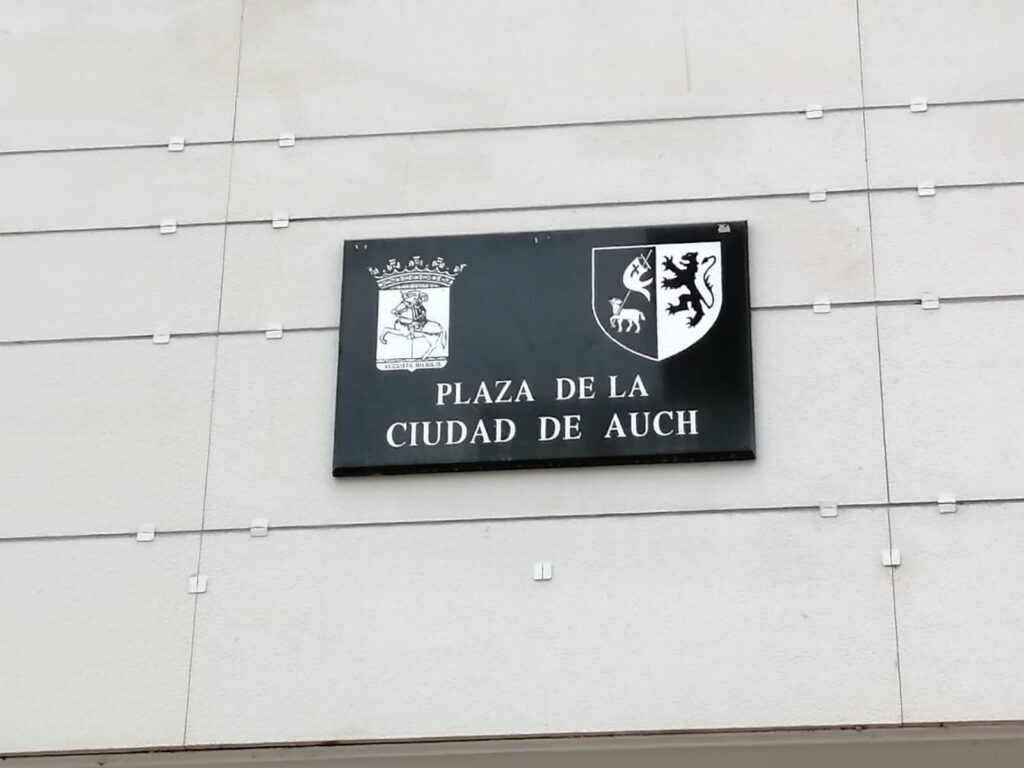 AUGUSTA BILBILIS
PLAZA DE LA
CIUDAD DE AUCH